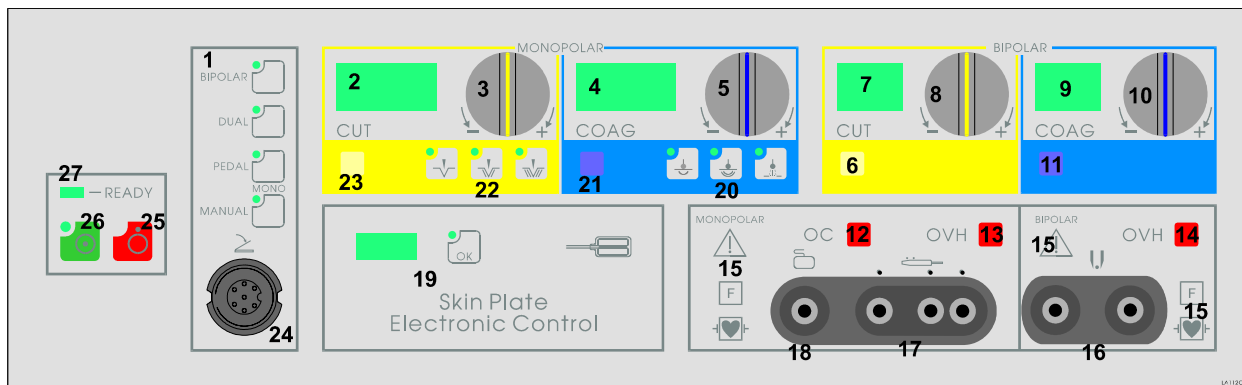 27
READY
26
25
1
BIPOLAR
DUAL
PEDAL
MONO
MANUAL
24
MONOPOLAR
2
3
CUT
- +
23
22
4
5
COAG
- +
21
20
BIPOLAR
7
8
CUT
- +
6
9
10
COAG
- +
11
19
OK
Skin Plate
Electronic Control
MONOPOLAR
15
F
OC 12
OVH 13
18
17
BIPOLAR
15
OVH 14
F
15
16
LA112C